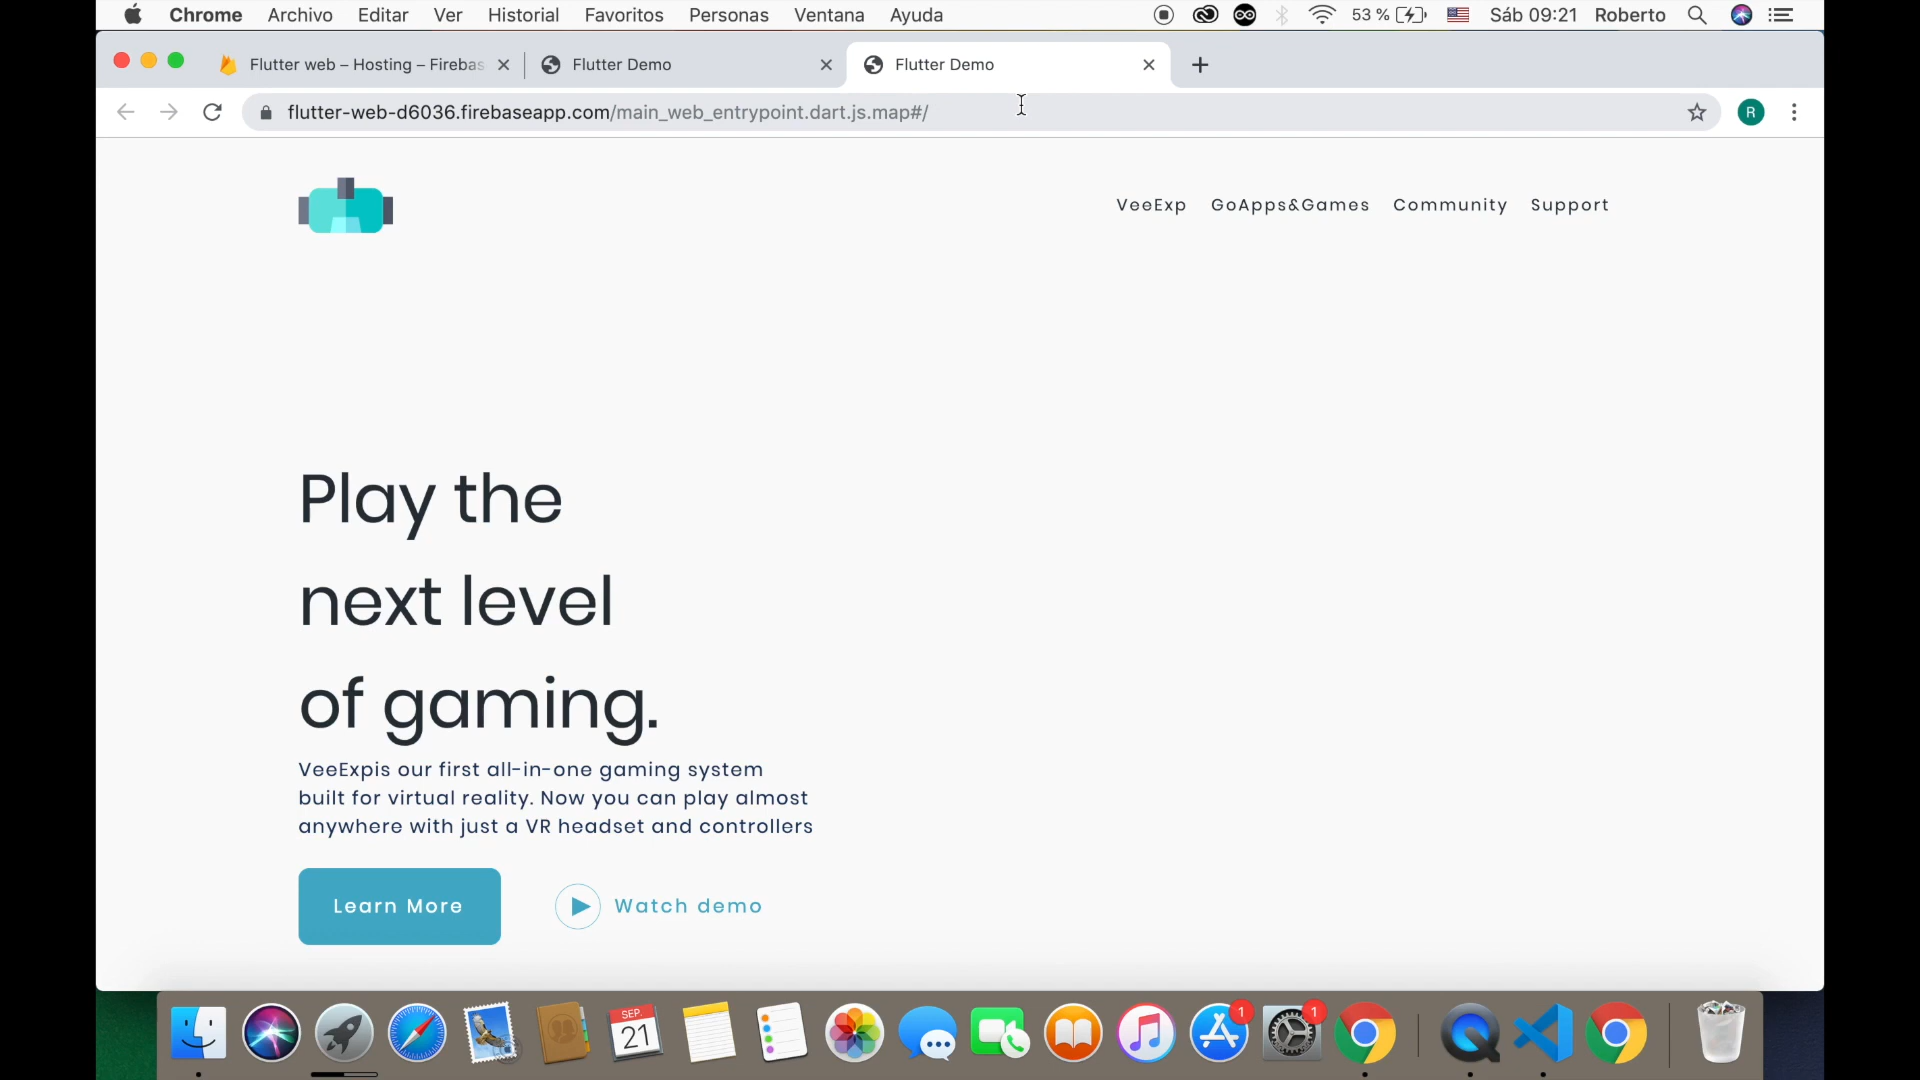 Chrome Archivo Editar Ver Historial Favoritos Personas Ventana Ayuda 53 % Sáb 09:21 Roberto
Flutter web – Hosting – Firebas Flutter Demo Flutter Demo
flutter-web-d6036.firebaseapp.com/main_web_entrypoint.dart.js.map#/ R
VeeExp GoApps&Games Community Support
Play the
next level
of gaming.
VeeExpis our first all-in-one gaming system
built for virtual reality. Now you can play almost
anywhere with just a VR headset and controllers
Learn More Watch demo
SEP.
21
1
1